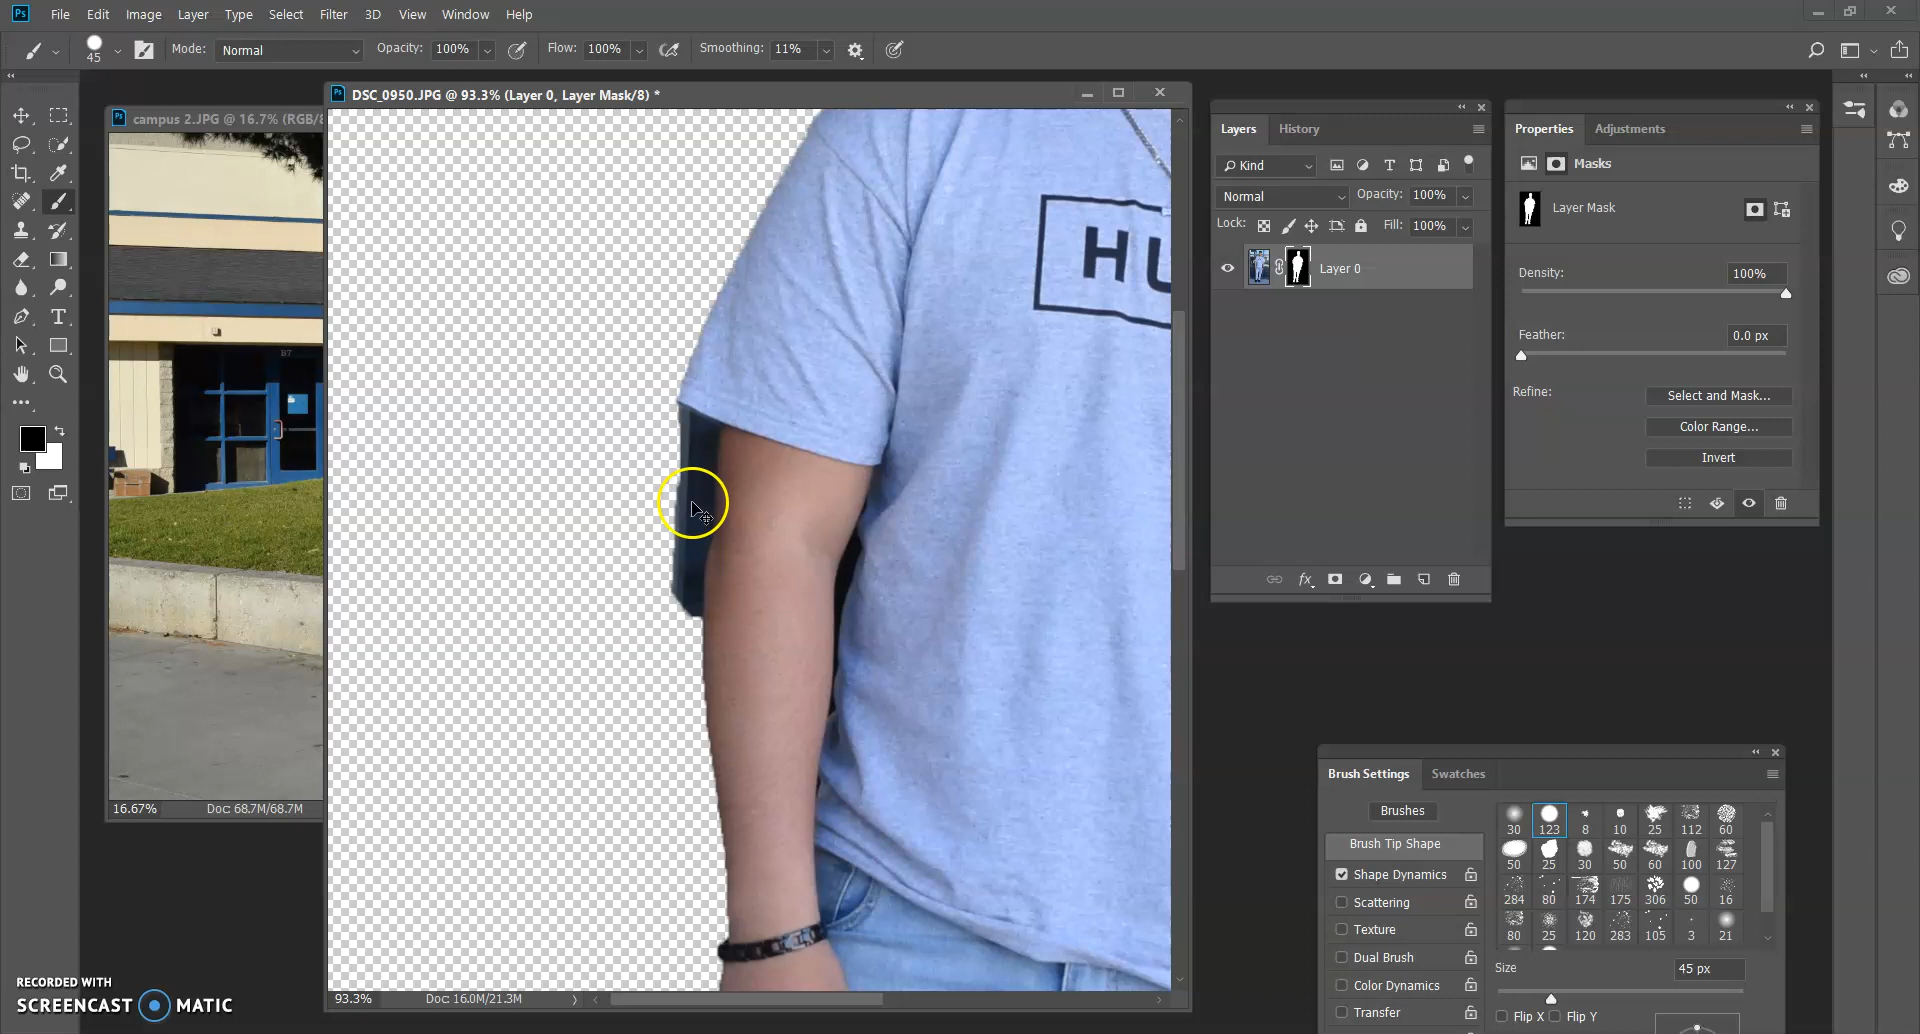 Ps File Edit Image Layer Type Select Filter 3D View Window Help
45 Mode: Normal Opacity: 100% Flow: 100% Smoothing: 11%
Ps campus 2.JPG @ 16.7% (RGB/8
Ps DSC_0950.JPG @ 93.3% (Layer 0, Layer Mask/8) *
B7
HU
16.67% Doc: 68.7M/68.7M
93.3% Doc: 16.0M/21.3M
Layers History
Kind
Normal Opacity: 100%
Lock: Fill: 100%
Layer 0
fx
Properties Adjustments
Masks
Layer Mask
Density: 100%
Feather: 0.0 px
Refine: Select and Mask...
Color Range...
Invert
Brush Settings Swatches
Brushes
Brush Tip Shape
Shape Dynamics
Scattering
Texture
Dual Brush
Color Dynamics
Transfer
30 123 8 10 25 112 60
50 25 30 50 60 100 127
284 80 174 175 306 50 16
80 25 120 283 105 3 21
Size 45 px
Flip X Flip Y
RECORDED WITH
SCREENCAST MATIC